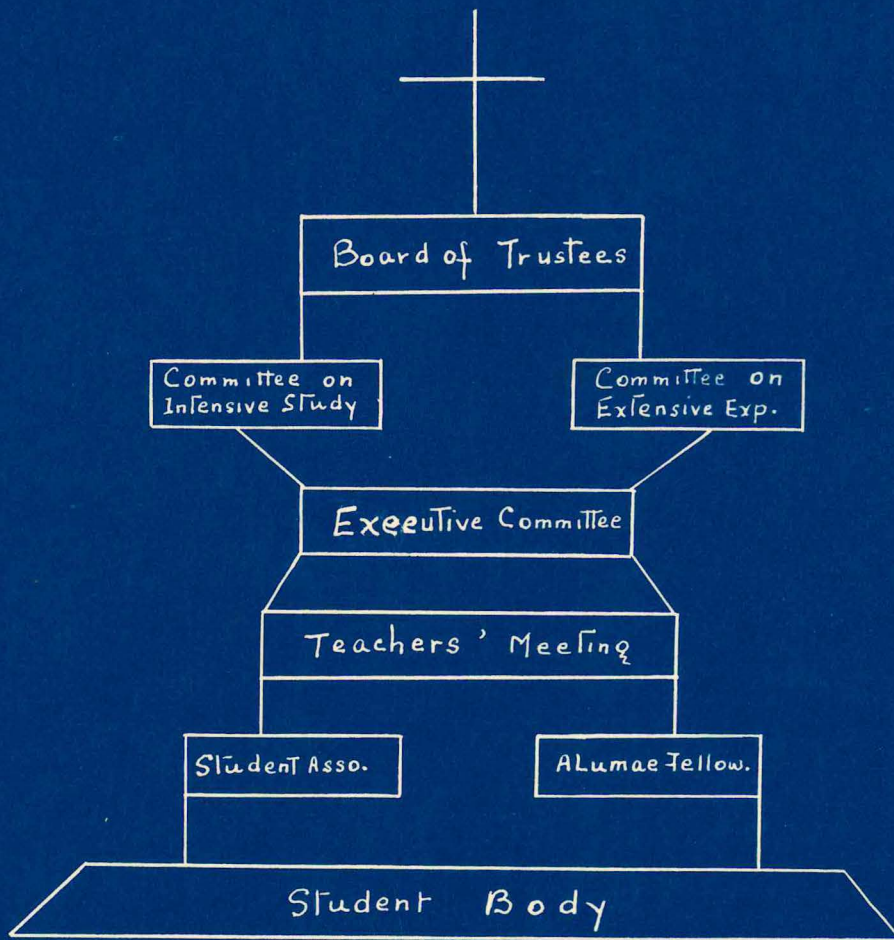 Board of Trustees
Committee on
Intensive Study
Committee on
Extensive Exp.
Executive Committee
Teachers' Meeting
Student Asso.
ALumae Fellow.
Student Body